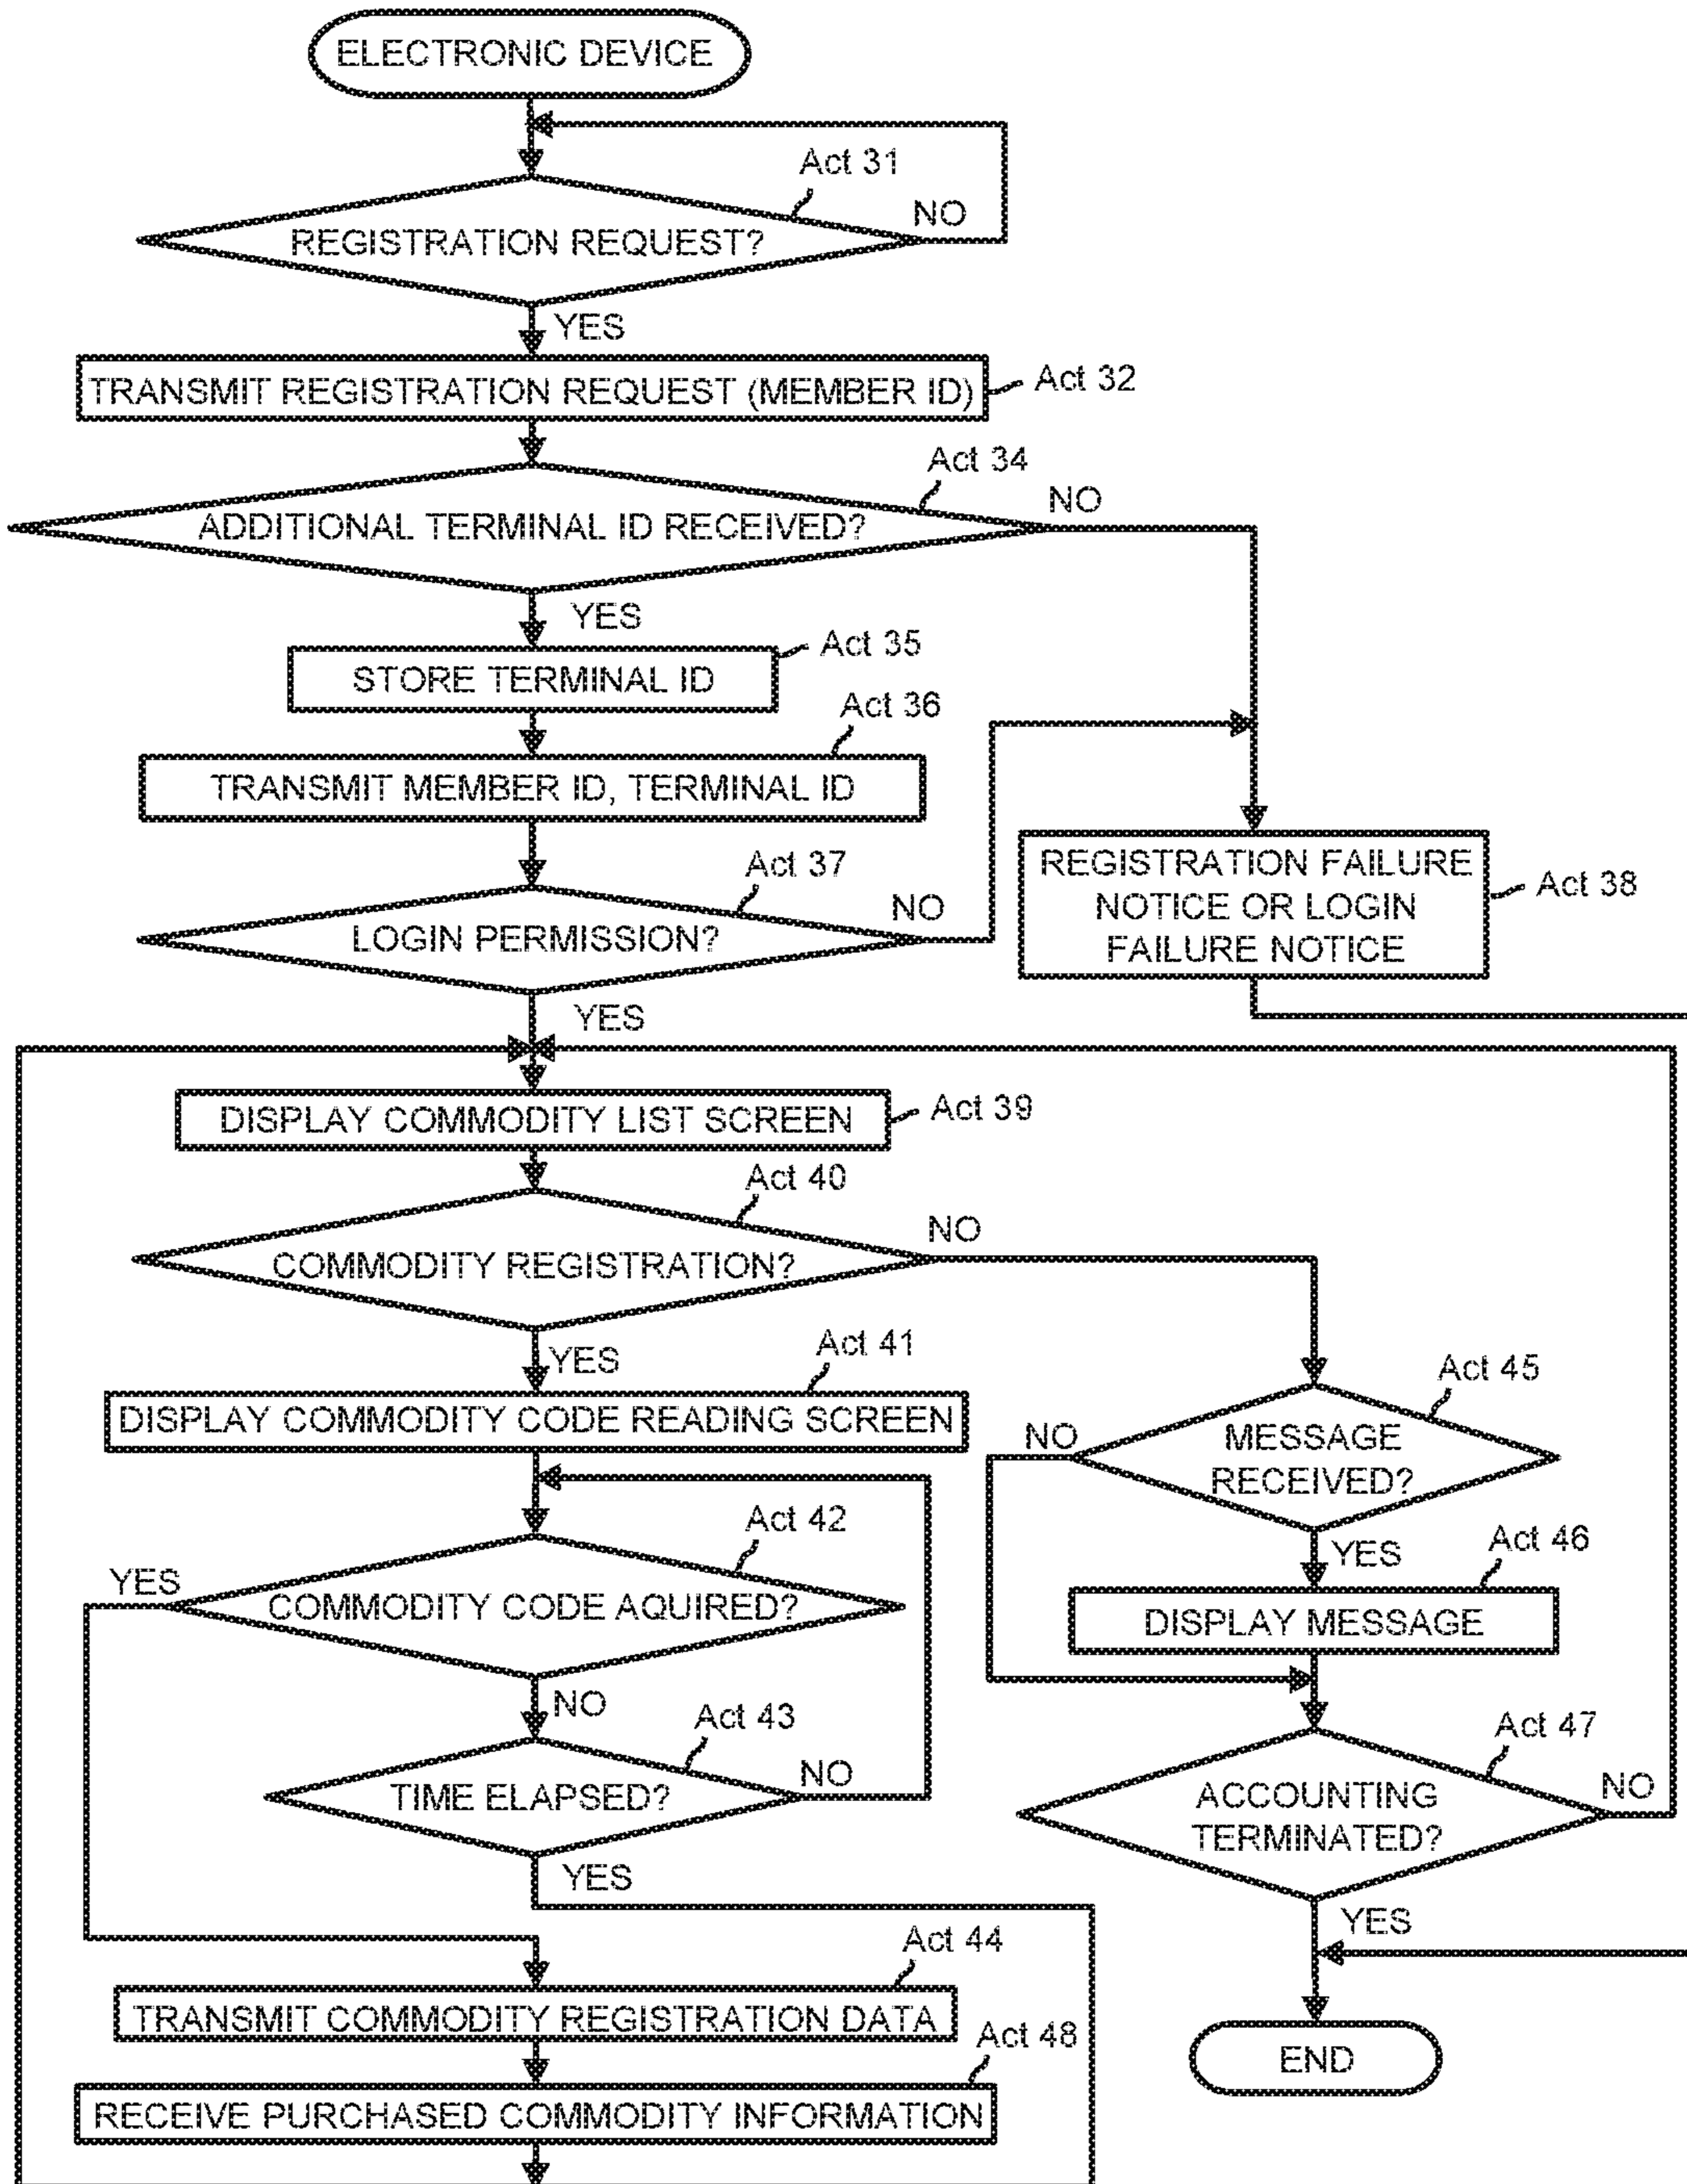 ELECTRONIC DEVICE
Act 31
NO
REGISTRATION REQUEST?
YES
TRANSMIT REGISTRATION REQUEST (MEMBER ID)
Act 32
Act 34
NO
ADDITIONAL TERMINAL ID RECEIVED?
YES
Act 35
STORE TERMINAL ID
Act 36
TRANSMIT MEMBER ID, TERMINAL ID
Act 37
NO
LOGIN PERMISSION?
YES
REGISTRATION FAILURE
NOTICE OR LOGIN
FAILURE NOTICE
Act 38
DISPLAY COMMODITY LIST SCREEN
Act 39
Act 40
NO
COMMODITY REGISTRATION?
YES
Act 41
DISPLAY COMMODITY CODE READING SCREEN
Act 42
YES
COMMODITY CODE AQUIRED?
NO
Act 43
NO
TIME ELAPSED?
YES
Act 44
TRANSMIT COMMODITY REGISTRATION DATA
Act 48
RECEIVE PURCHASED COMMODITY INFORMATION
Act 45
NO
MESSAGE
RECEIVED?
YES
Act 46
DISPLAY MESSAGE
Act 47
NO
ACCOUNTING
TERMINATED?
YES
END